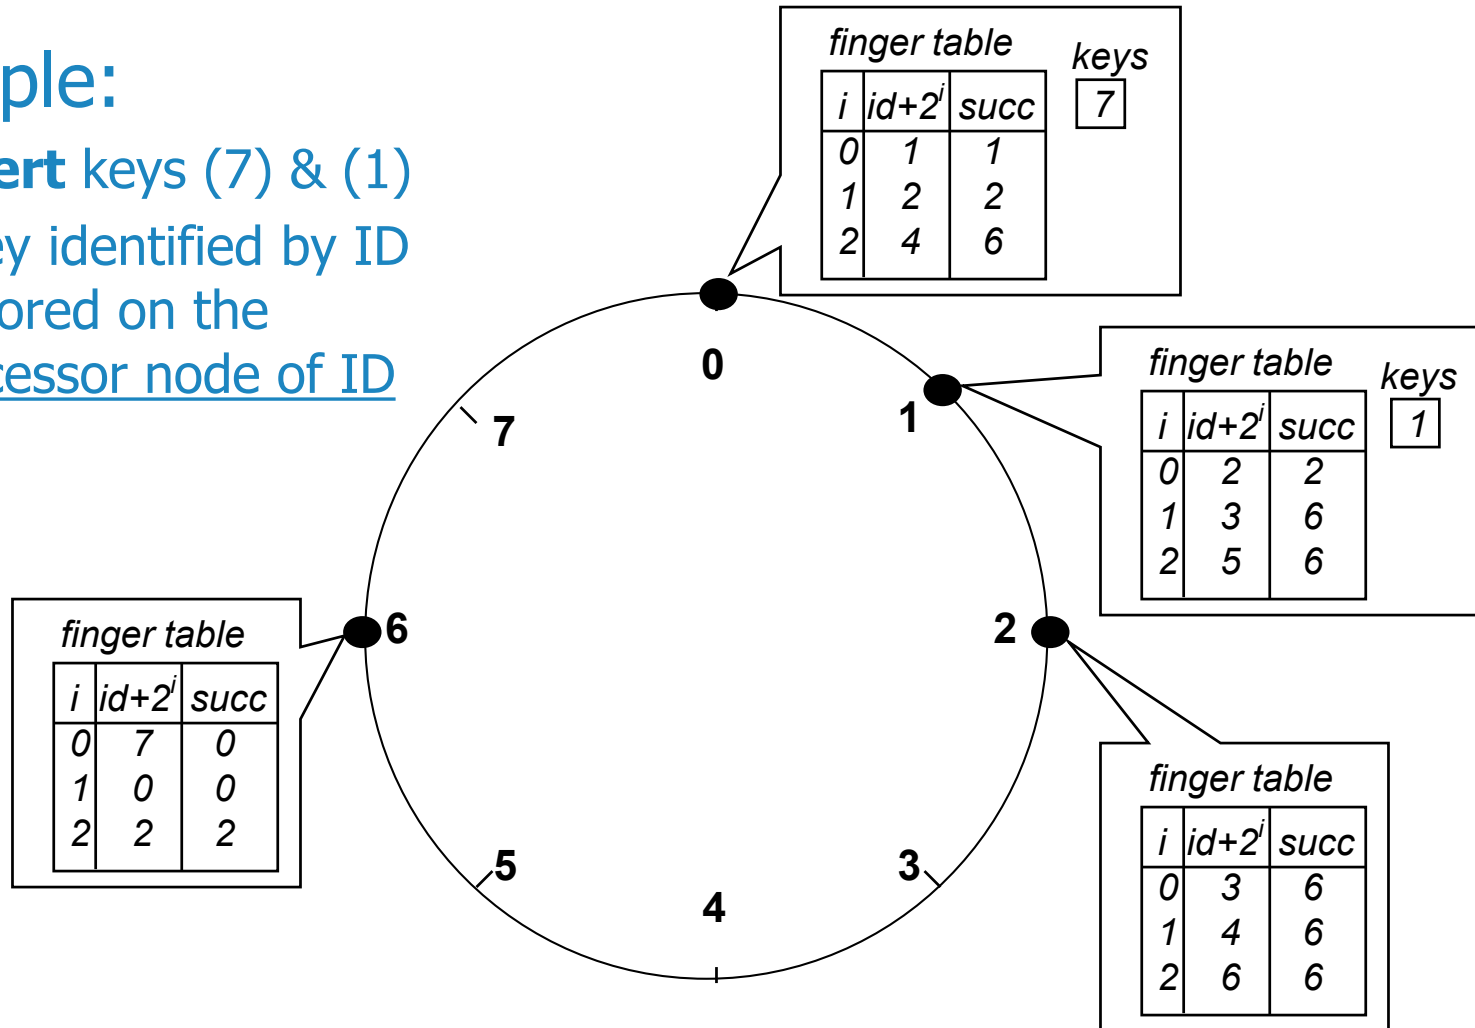 ple:
ert keys (7) & (1)
ey identified by ID
ored on the
cessor node of ID
finger table
keys
i id+2^i succ
7
0 1 1
1 2 2
2 4 6
finger table
keys
i id+2^i succ
1
0 2 2
1 3 6
2 5 6
0
1
7
2
6
3
5
4
finger table
i id+2^i succ
0 7 0
1 0 0
2 2 2
finger table
i id+2^i succ
0 3 6
1 4 6
2 6 6